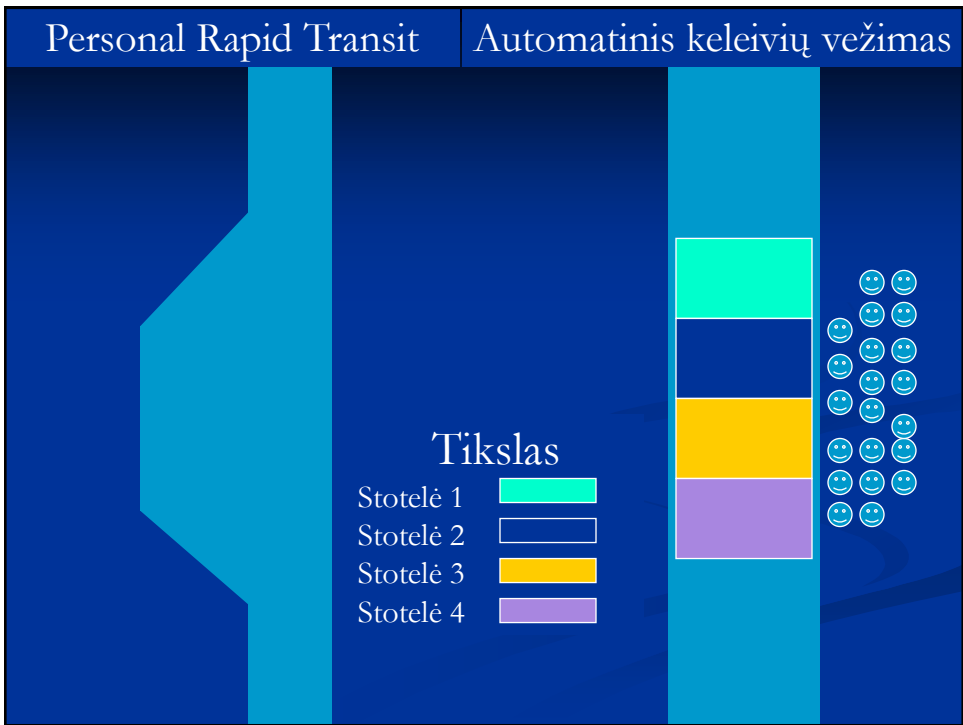 Personal Rapid Transit
Automatinis keleivių vežimas
Tikslas
Stotelė 1
Stotelė 2
Stotelė 3
Stotelė 4